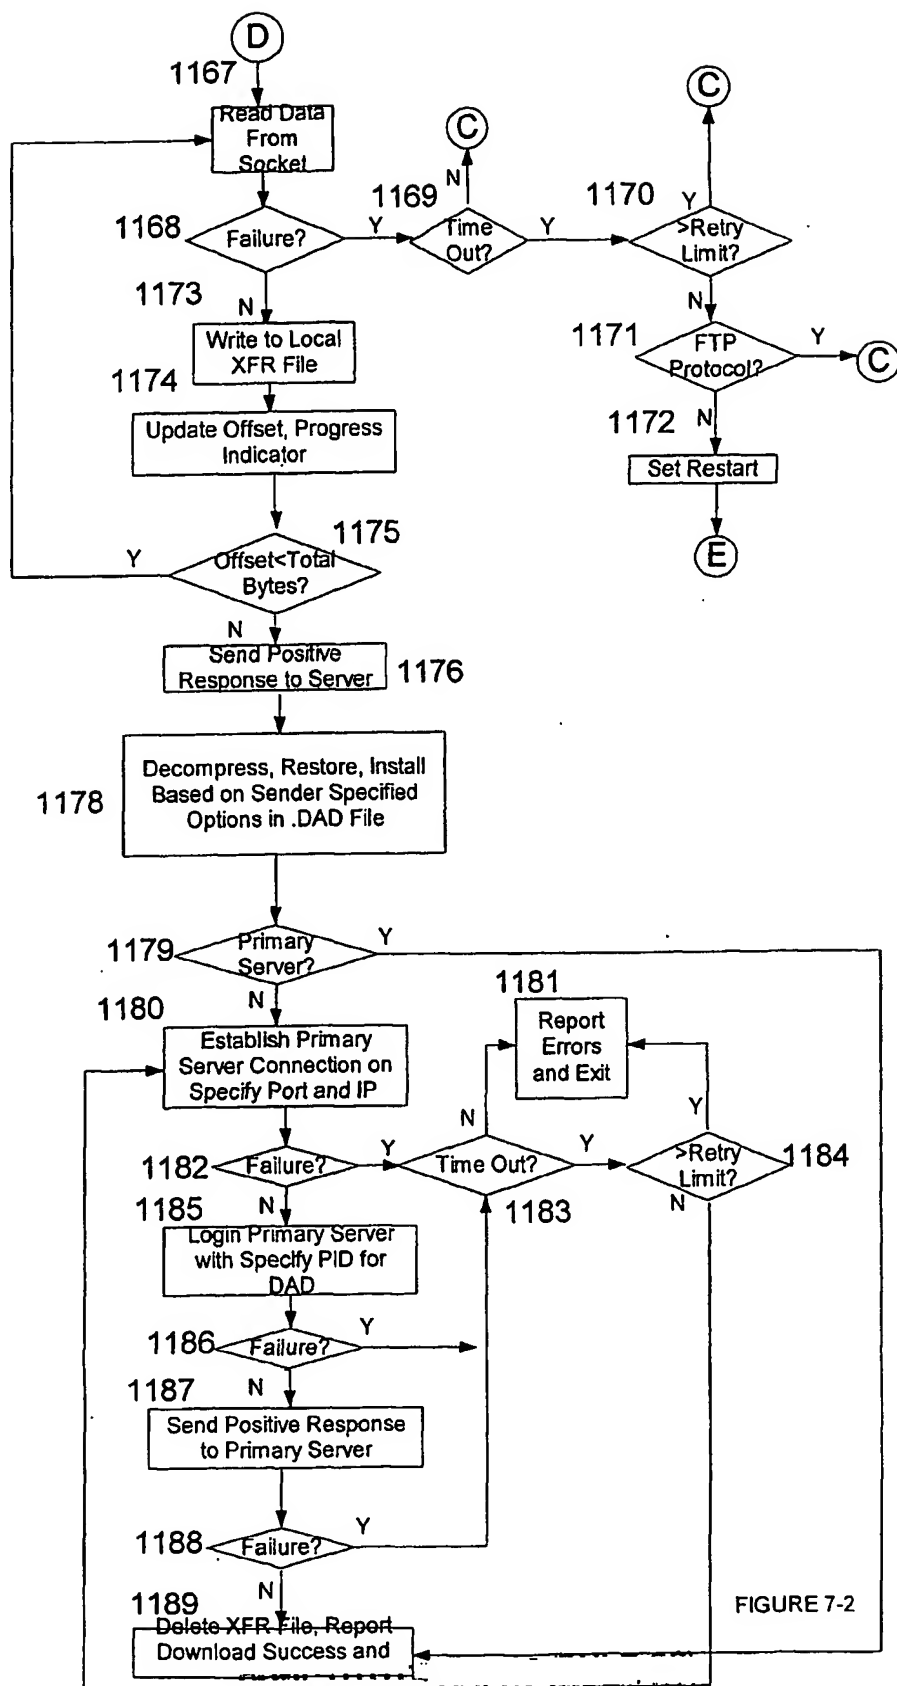 D
1167
Read Data
From
Socket
C
C
1168
Failure?
Y
1169
N
Time
Out?
Y
1170
Y
>Retry
Limit?
N
1173
N
Write to Local
XFR File
1171
FTP
Protocol?
Y
C
1174
Update Offset, Progress
Indicator
1172
N
Set Restart
E
1175
Y
Offset<Total
Bytes?
N
Send Positive
Response to Server
1176
1178
Decompress, Restore, Install
Based on Sender Specified
Options in .DAD File
1179
Primary
Server?
Y
N
1180
Establish Primary
Server Connection on
Specify Port and IP
1181
Report
Errors
and Exit
N
Y
1182
Failure?
Y
Time Out?
Y
1183
>Retry
Limit?
1184
N
N
1185
Login Primary Server
with Specify PID for
DAD
1186
Failure?
Y
N
1187
Send Positive Response
to Primary Server
1188
Failure?
Y
N
1189
Delete XFR File, Report
Download Success and
FIGURE 7-2